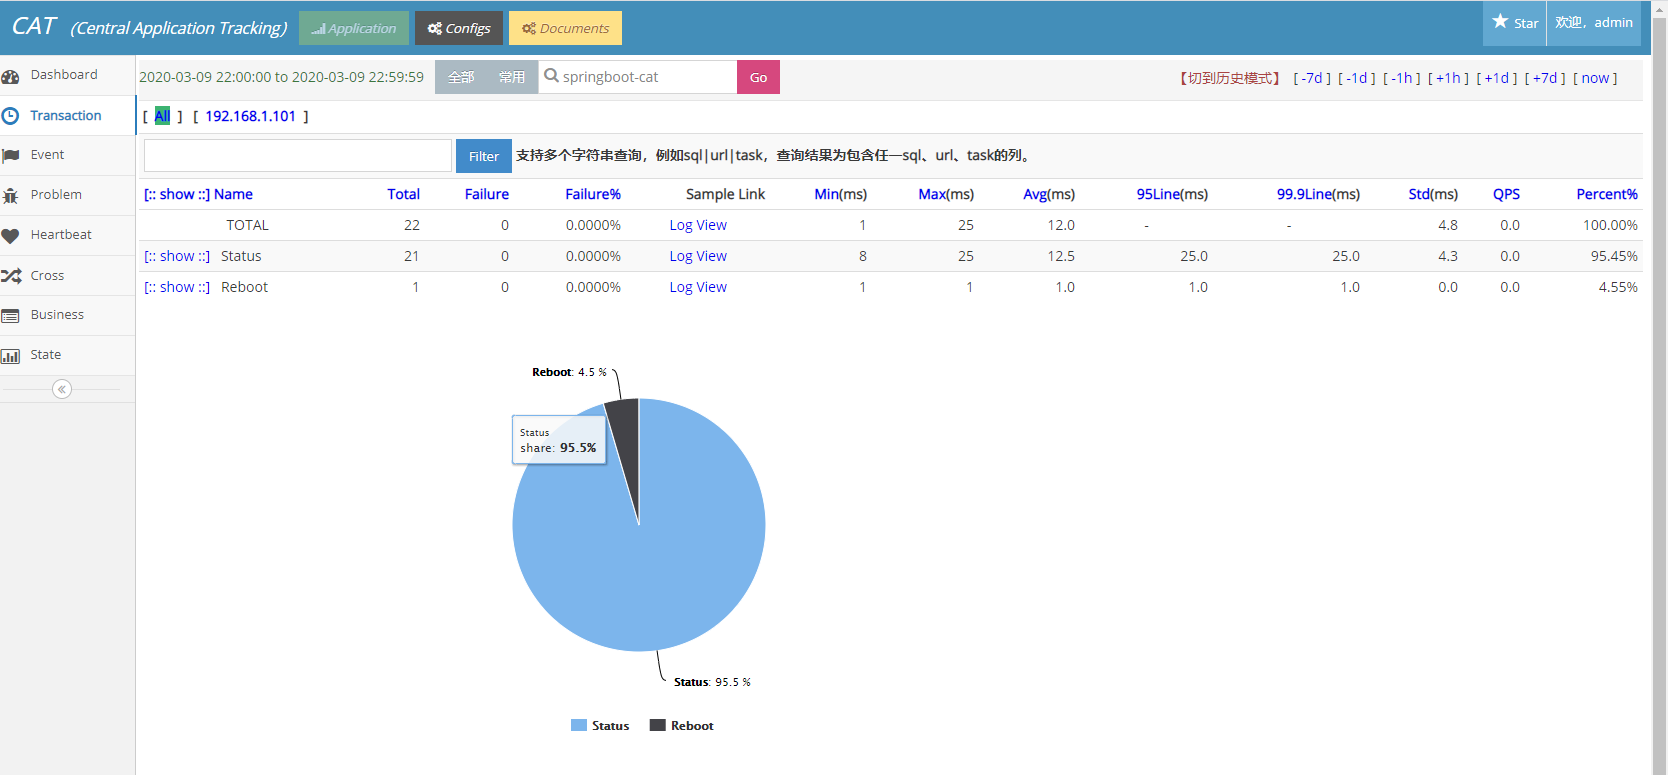 CAT (Central Application Tracking) Application Configs Documents Star 欢迎，admin
Dashboard
Transaction
Event
Problem
Heartbeat
Cross
Business
State
2020-03-09 22:00:00 to 2020-03-09 22:59:59 全部 常用 springboot-cat Go 【切到历史模式】 [ -7d ] [ -1d ] [ -1h ] [ +1h ] [ +1d ] [ +7d ] [ now ]
[ All ] [ 192.168.1.101 ]
Filter 支持多个字符串查询，例如sql|url|task，查询结果为包含任一sql、url、task的列。
[:: show ::] Name Total Failure Failure% Sample Link Min(ms) Max(ms) Avg(ms) 95Line(ms) 99.9Line(ms) Std(ms) QPS Percent%
TOTAL 22 0 0.0000% Log View 1 25 12.0 - - 4.8 0.0 100.00%
[:: show ::] Status 21 0 0.0000% Log View 8 25 12.5 25.0 25.0 4.3 0.0 95.45%
[:: show ::] Reboot 1 0 0.0000% Log View 1 1 1.0 1.0 1.0 0.0 0.0 4.55%
Reboot: 4.5 %
Status
share: 95.5%
Status: 95.5 %
Status Reboot